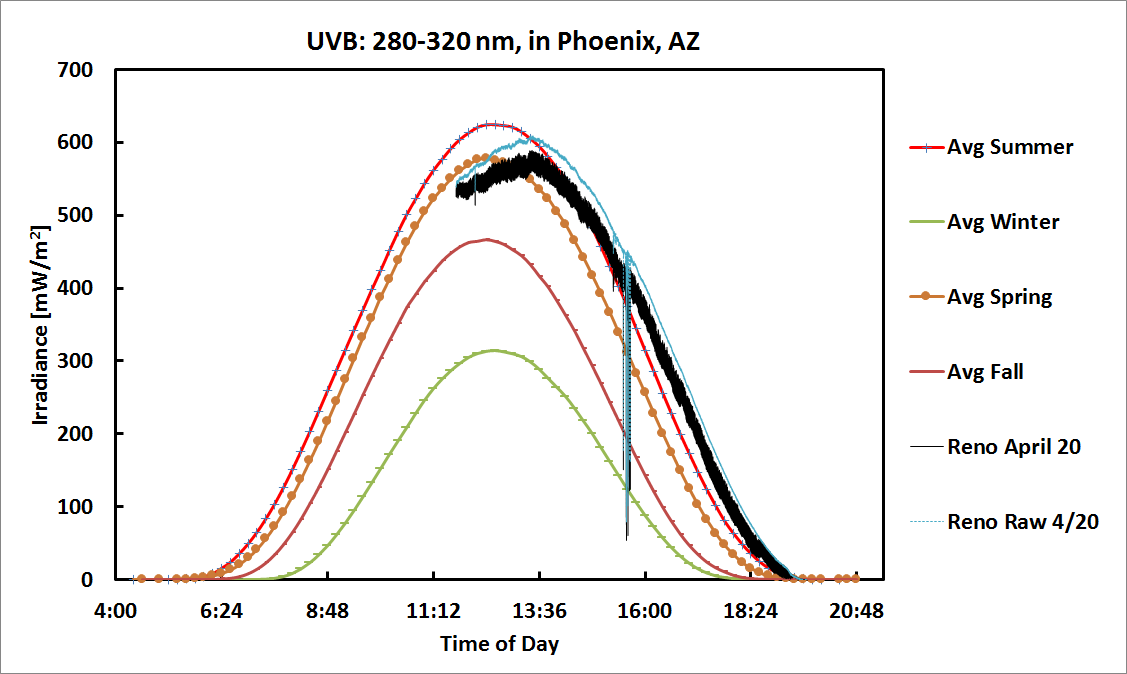 UVB: 280-320 nm, in Phoenix, AZ
700
600
500
400
300
200
100
0
Irradiance [mW/m²]
4:00 6:24 8:48 11:12 13:36 16:00 18:24 20:48
Time of Day
Avg Summer
Avg Winter
Avg Spring
Avg Fall
Reno April 20
Reno Raw 4/20